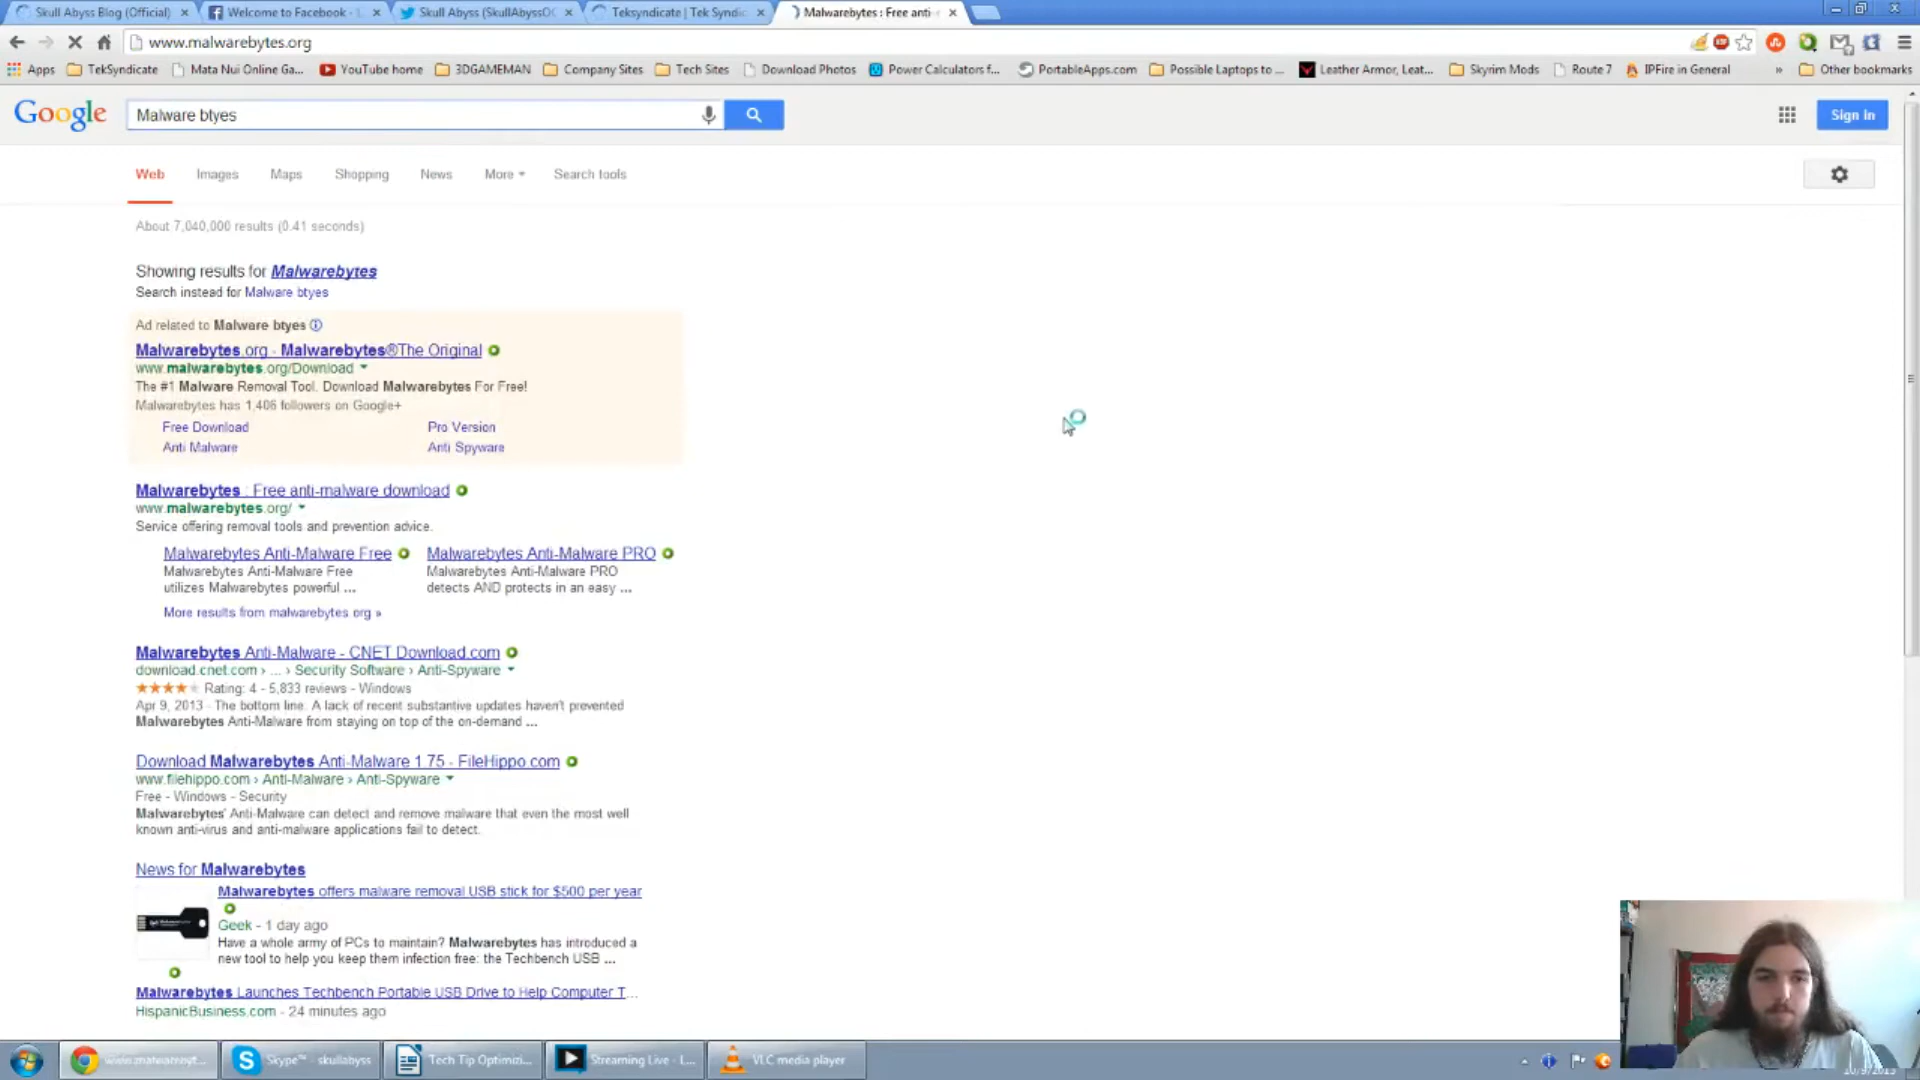 Skull Abyss Blog (Official)
Welcome to Facebook -
Skull Abyss (SkullAbyssOC
Teksyndicate | Tek Syndic
Malwarebytes : Free anti-
www.malwarebytes.org
Apps TekSyndicate Mata Nui Online Ga... YouTube home 3DGAMEMAN Company Sites Tech Sites Download Photos Power Calculators f... PortableApps.com Possible Laptops to ... Leather Armor, Leat... Skyrim Mods Route 7 IPFire in General » Other bookmarks
Google Malware btyes Sign in
Web Images Maps Shopping News More Search tools
About 7,040,000 results (0.41 seconds)
Showing results for Malwarebytes
Search instead for Malware btyes
Ad related to Malware btyes
Malwarebytes.org - Malwarebytes®The Original
www.malwarebytes.org/Download
The #1 Malware Removal Tool. Download Malwarebytes For Free!
Malwarebytes has 1,406 followers on Google+
Free Download Pro Version
Anti Malware Anti Spyware
Malwarebytes : Free anti-malware download
www.malwarebytes.org/
Service offering removal tools and prevention advice.
Malwarebytes Anti-Malware Free Malwarebytes Anti-Malware PRO
Malwarebytes Anti-Malware Free Malwarebytes Anti-Malware PRO
utilizes Malwarebytes powerful ... detects AND protects in an easy ...
More results from malwarebytes.org »
Malwarebytes Anti-Malware - CNET Download.com
download.cnet.com › ... › Security Software › Anti-Spyware
Rating: 4 - 5,833 reviews - Windows
Apr 9, 2013 - The bottom line. A lack of recent substantive updates haven't prevented
Malwarebytes Anti-Malware from staying on top of the on-demand ...
Download Malwarebytes Anti-Malware 1.75 - FileHippo.com
www.filehippo.com › Anti-Malware › Anti-Spyware
Free - Windows - Security
Malwarebytes' Anti-Malware can detect and remove malware that even the most well
known anti-virus and anti-malware applications fail to detect.
News for Malwarebytes
Malwarebytes offers malware removal USB stick for $500 per year
Geek - 1 day ago
Have a whole army of PCs to maintain? Malwarebytes has introduced a
new tool to help you keep them infection free: the Techbench USB ...
Malwarebytes Launches Techbench Portable USB Drive to Help Computer T...
HispanicBusiness.com - 24 minutes ago
Skype™ - skullabyss
Tech Tip Optimizi...
Streaming Live - L...
VLC media player